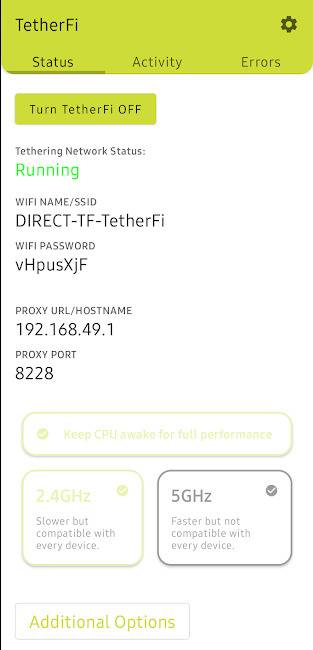 TetherFi
Status Activity Errors
Turn TetherFi OFF
Tethering Network Status:
Running
WIFI NAME/SSID
DIRECT-TF-TetherFi
WIFI PASSWORD
vHpusXjF
PROXY URL/HOSTNAME
192.168.49.1
PROXY PORT
8228
Keep CPU awake for full performance
2.4GHz
Slower but
compatible with
every device.
5GHz
Faster but not
compatible with
every device.
Additional Options